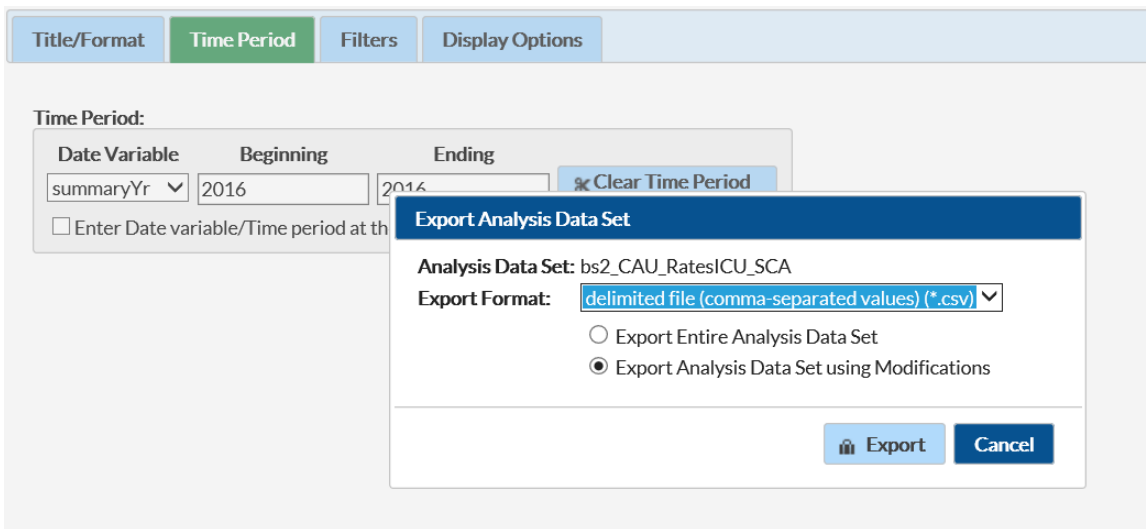 Title/Format Time Period Filters Display Options
Time Period:
Date Variable Beginning Ending
summaryYr 2016 2016 Clear Time Period
Enter Date variable/Time period at th
Export Analysis Data Set
Analysis Data Set: bs2_CAU_RatesICU_SCA
Export Format: delimited file (comma-separated values) (*.csv)
Export Entire Analysis Data Set
Export Analysis Data Set using Modifications
Export Cancel